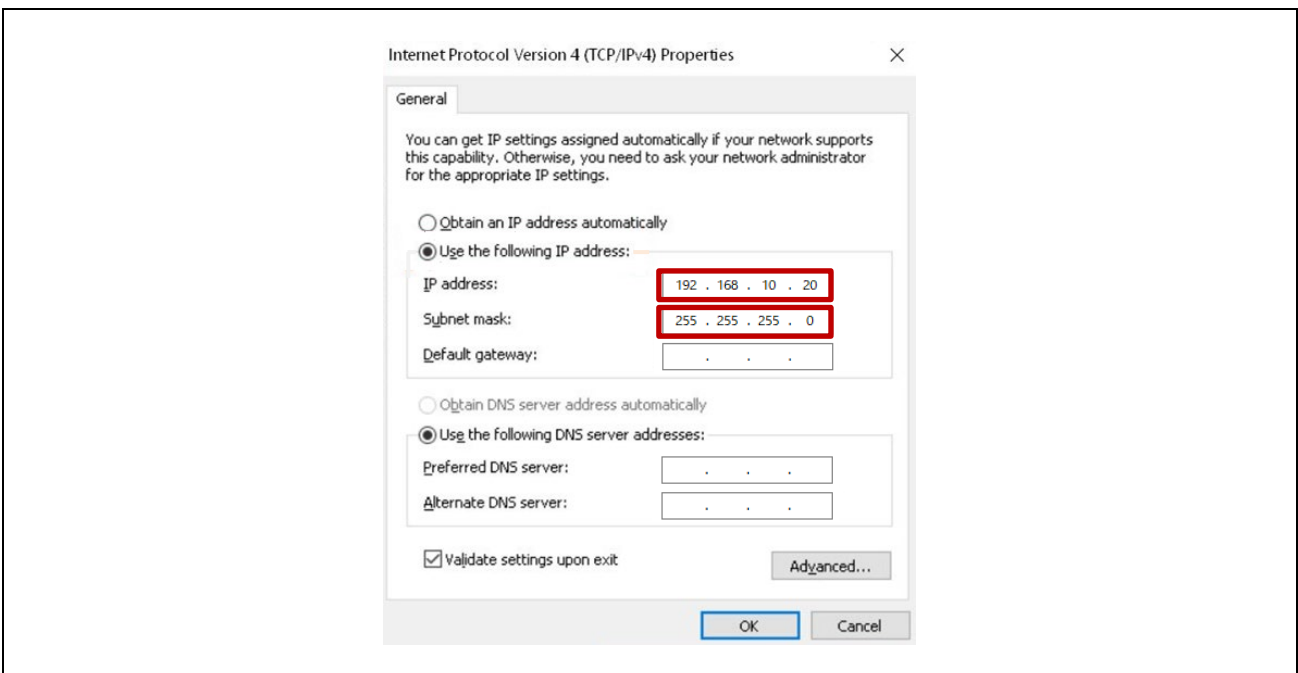 Internet Protocol Version 4 (TCP/IPv4) Properties
General
You can get IP settings assigned automatically if your network supports
this capability. Otherwise, you need to ask your network administrator
for the appropriate IP settings.
Obtain an IP address automatically
Use the following IP address:
IP address: 192 . 168 . 10 . 20
Subnet mask: 255 . 255 . 255 . 0
Default gateway: . . .
Obtain DNS server address automatically
Use the following DNS server addresses:
Preferred DNS server: . . .
Alternate DNS server: . . .
Validate settings upon exit
Advanced...
OK Cancel